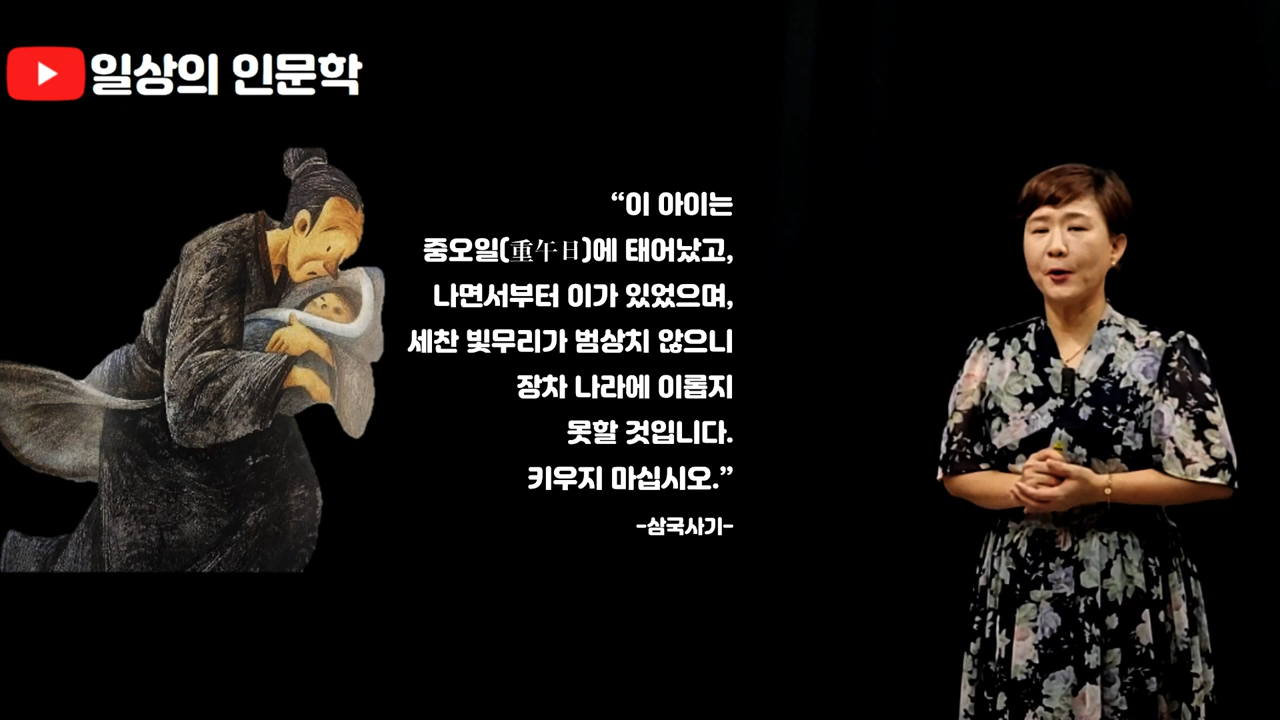 일상의 인문학
“이 아이는
중오일(重午日)에 태어났고,
나면서부터 이가 있었으며,
세찬 빛무리가 범상치 않으니
장차 나라에 이롭지
못할 것입니다.
키우지 마십시오.”
-삼국사기-